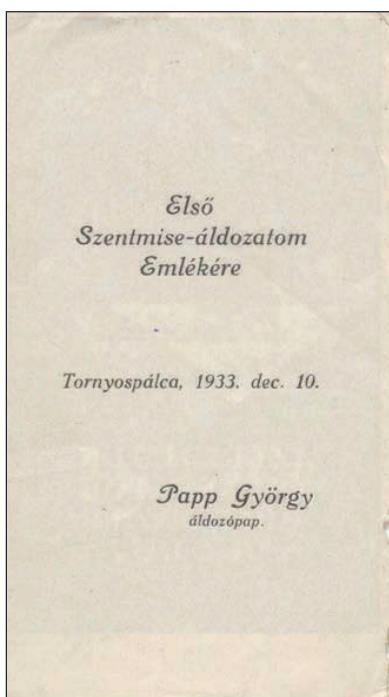 Első
Szentmise-áldozatom
Emlékére
Tornyospálca, 1933. dec. 10.
Papp György
áldozópap.